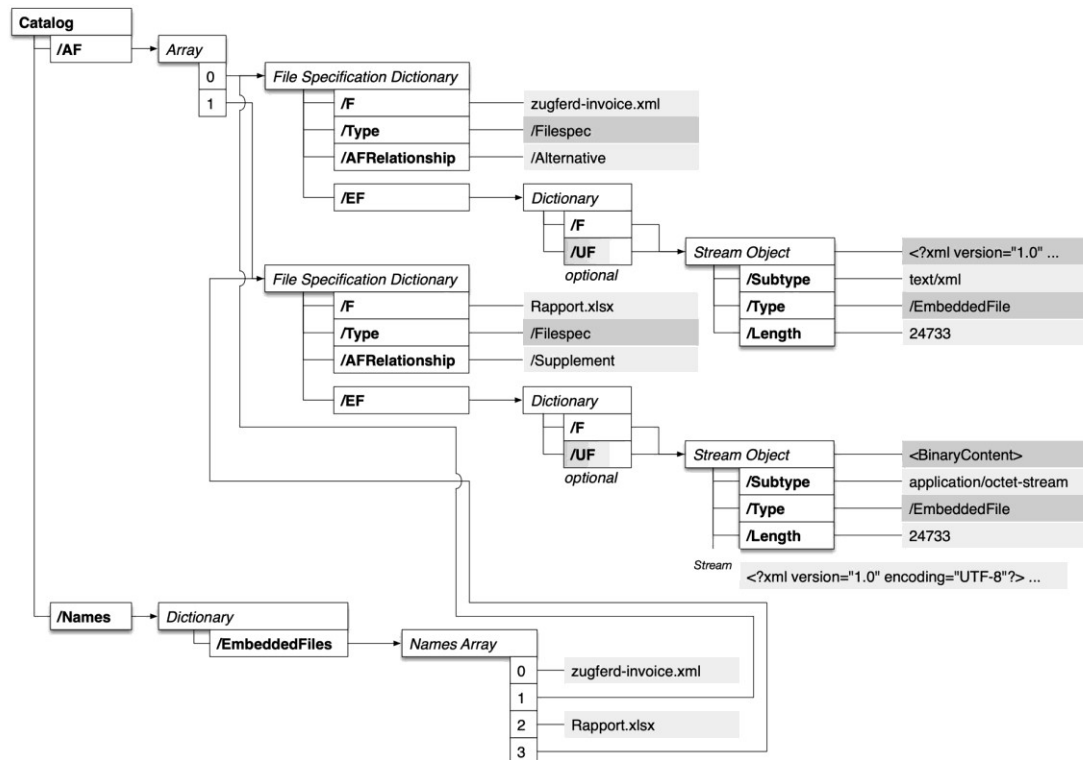 Catalog
/AF
Array
0
1
File Specification Dictionary
/F
zugferd-invoice.xml
/Type
/Filespec
/AFRelationship
/Alternative
/EF
Dictionary
/F
/UF
optional
Stream Object
<?xml version="1.0" ...
/Subtype
text/xml
/Type
/EmbeddedFile
/Length
24733
File Specification Dictionary
/F
Rapport.xlsx
/Type
/Filespec
/AFRelationship
/Supplement
/EF
Dictionary
/F
/UF
optional
Stream Object
<BinaryContent>
/Subtype
application/octet-stream
/Type
/EmbeddedFile
/Length
24733
Stream
<?xml version="1.0" encoding="UTF-8"?> ...
/Names
Dictionary
/EmbeddedFiles
Names Array
0
zugferd-invoice.xml
1
2
Rapport.xlsx
3